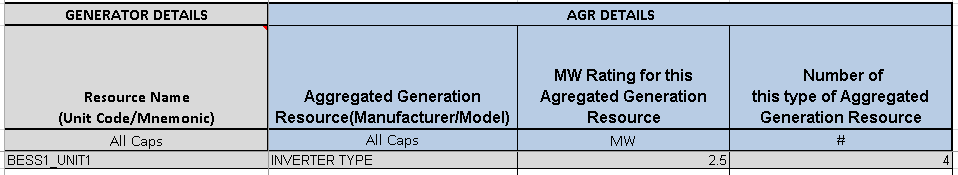 GENERATOR DETAILS
AGR DETAILS
Resource Name
(Unit Code/Mnemonic)
Aggregated Generation
Resource(Manufacturer/Model)
MW Rating for this
Agregated Generation
Resource
Number of
this type of Aggregated
Generation Resource
All Caps
All Caps
MW
#
BESS1_UNIT1
INVERTER TYPE
2.5
4